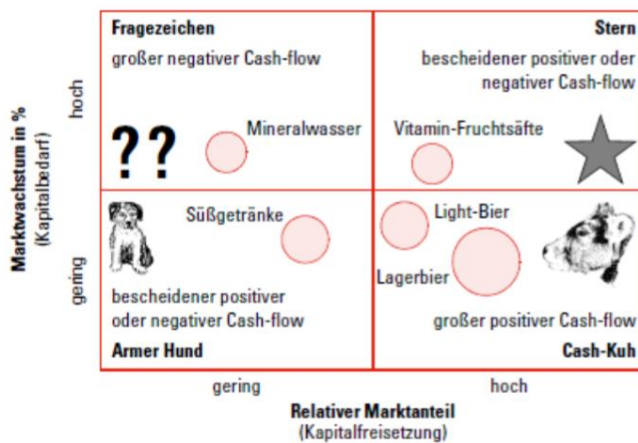 Fragezeichen
großer negativer Cash-flow
??
Mineralwasser
Stern
bescheidener positiver oder
negativer Cash-flow
Vitamin-Fruchtsäfte
Süßgetränke
bescheidener positiver
oder negativer Cash-flow
Armer Hund
Light-Bier
Lagerbier
großer positiver Cash-flow
Cash-Kuh
Marktwachstum in %
(Kapitalbedarf)
hoch
gering
gering
hoch
Relativer Marktanteil
(Kapitalfreisetzung)